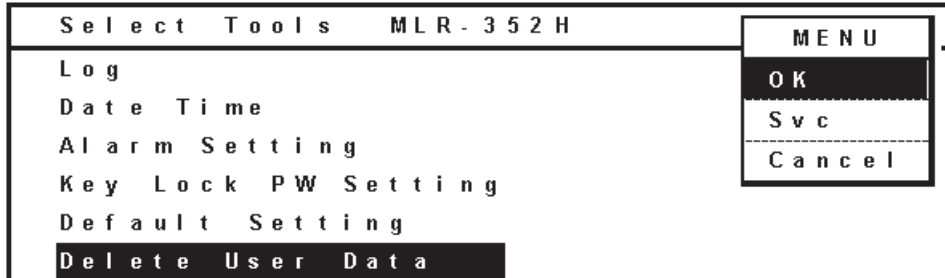 Select Tools MLR-352H
Log
Date Time
Alarm Setting
Key Lock PW Setting
Default Setting
Delete User Data
MENU
OK
Svc
Cancel